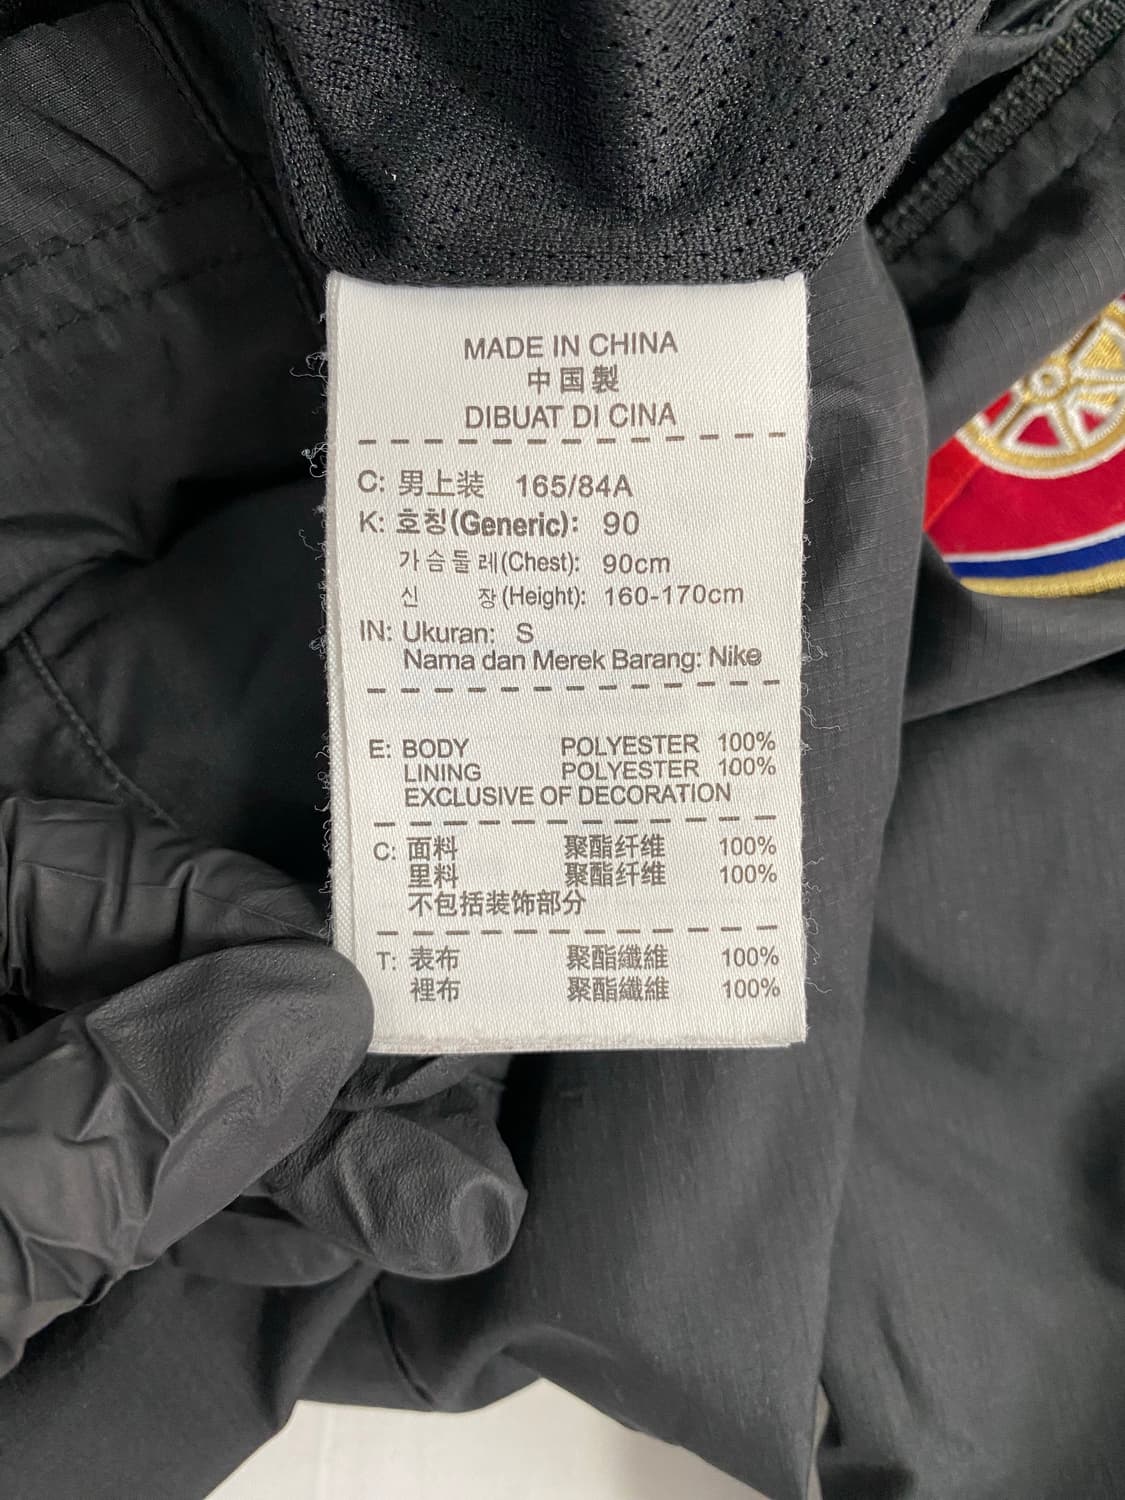 MADE IN CHINA
中国製
DIBUAT DI CINA
C: 男上装 165/84A
K: 호칭(Generic): 90
가슴둘레(Chest): 90cm
신 장(Height): 160-170cm
IN: Ukuran: S
Nama dan Merek Barang: Nike
E: BODY POLYESTER 100%
LINING POLYESTER 100%
EXCLUSIVE OF DECORATION
C: 面料 聚酯纤维 100%
里料 聚酯纤维 100%
不包括装饰部分
T: 表布 聚酯纖維 100%
裡布 聚酯纖維 100%